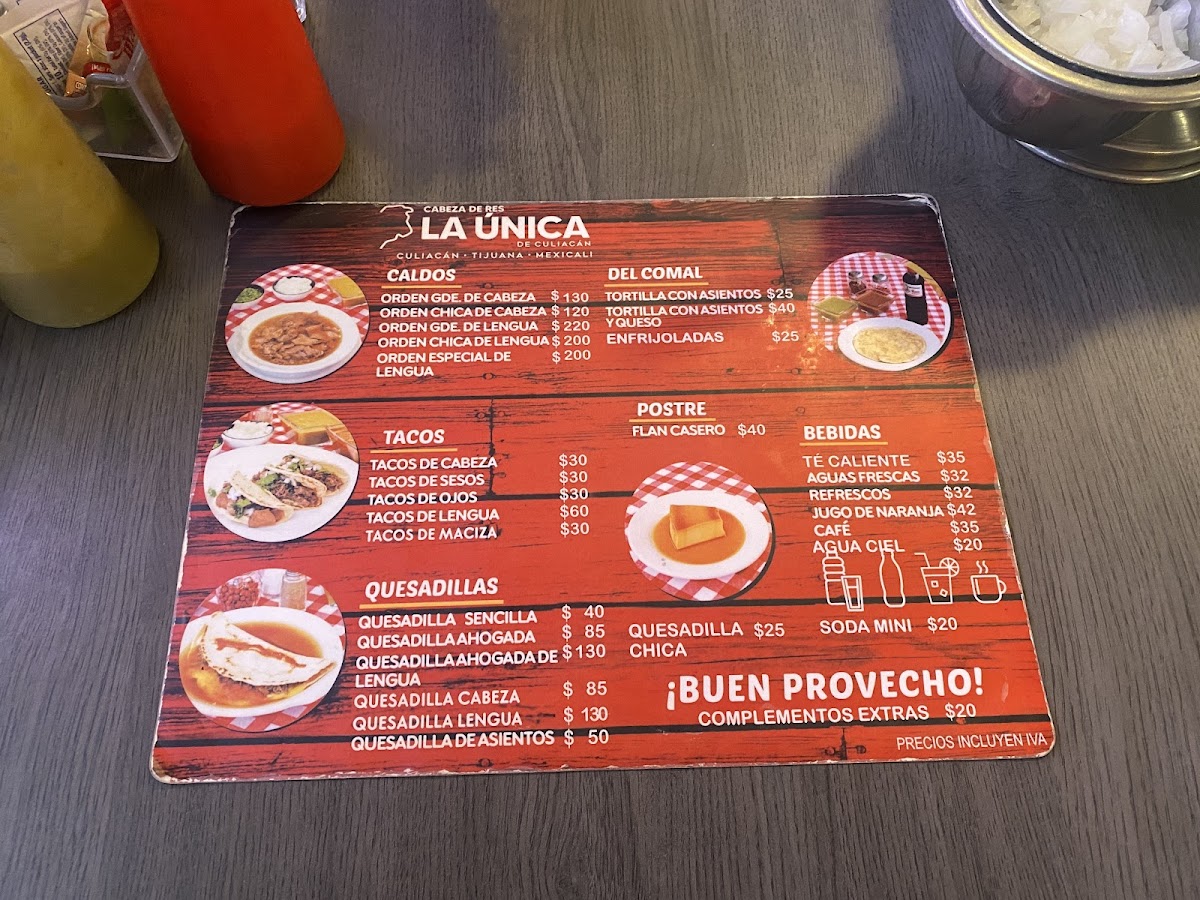 CABEZA DE RES
LA ÚNICA
DE CULIACÁN
CULIACÁN · TIJUANA · MEXICALI
CALDOS
ORDEN GDE. DE CABEZA $ 130
ORDEN CHICA DE CABEZA $ 120
ORDEN GDE. DE LENGUA $ 220
ORDEN CHICA DE LENGUA $ 200
ORDEN ESPECIAL DE $ 200
LENGUA
DEL COMAL
TORTILLA CON ASIENTOS $25
TORTILLA CON ASIENTOS $40
Y QUESO
ENFRIJOLADAS $25
TACOS
TACOS DE CABEZA $30
TACOS DE SESOS $30
TACOS DE OJOS $30
TACOS DE LENGUA $60
TACOS DE MACIZA $30
POSTRE
FLAN CASERO $40
BEBIDAS
TÉ CALIENTE $35
AGUAS FRESCAS $32
REFRESCOS $32
JUGO DE NARANJA $42
CAFÉ $35
AGUA CIEL $20
SODA MINI $20
QUESADILLAS
QUESADILLA SENCILLA $ 40
QUESADILLA AHOGADA $ 85
QUESADILLA AHOGADA DE $ 130
LENGUA
QUESADILLA CABEZA $ 85
QUESADILLA LENGUA $ 130
QUESADILLA DE ASIENTOS $ 50
QUESADILLA $25
CHICA
¡BUEN PROVECHO!
COMPLEMENTOS EXTRAS $20
PRECIOS INCLUYEN IVA